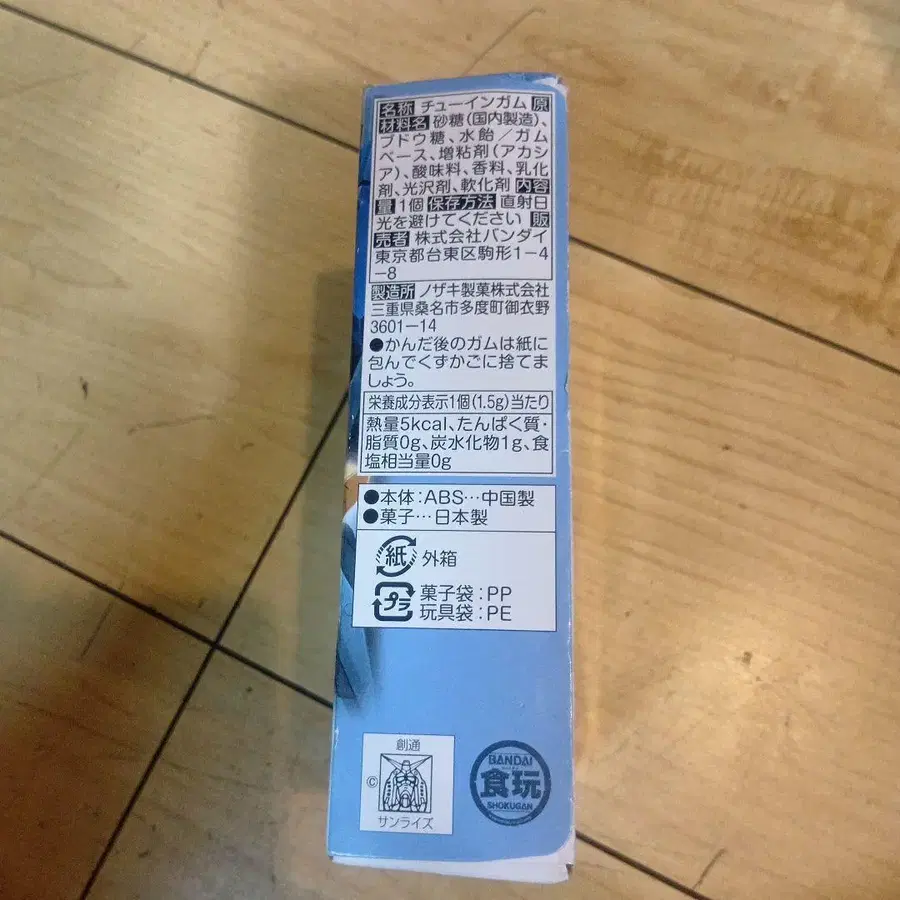 名称 チューインガム 原
材料名 砂糖(国内製造)、
ブドウ糖、水飴/ガム
ベース、増粘剤(アカシ
ア)、酸味料、香料、乳化
剤、光沢剤、軟化剤 内容
量 1個 保存方法 直射日
光を避けてください 販
売者 株式会社バンダイ
東京都台東区駒形1-4
-8
製造所 ノザキ製菓株式会社
三重県桑名市多度町御衣野
3601-14
●かんだ後のガムは紙に
包んでくずかごに捨てま
しょう。
栄養成分表示1個(1.5g)当たり
熱量5kcal、たんぱく質・
脂質0g、炭水化物1g、食
塩相当量0g
●本体:ABS…中国製
●菓子…日本製
紙 外箱
プラ 菓子袋:PP
玩具袋:PE
創通
©
サンライズ
BANDAI
食玩
SHOKUGAN